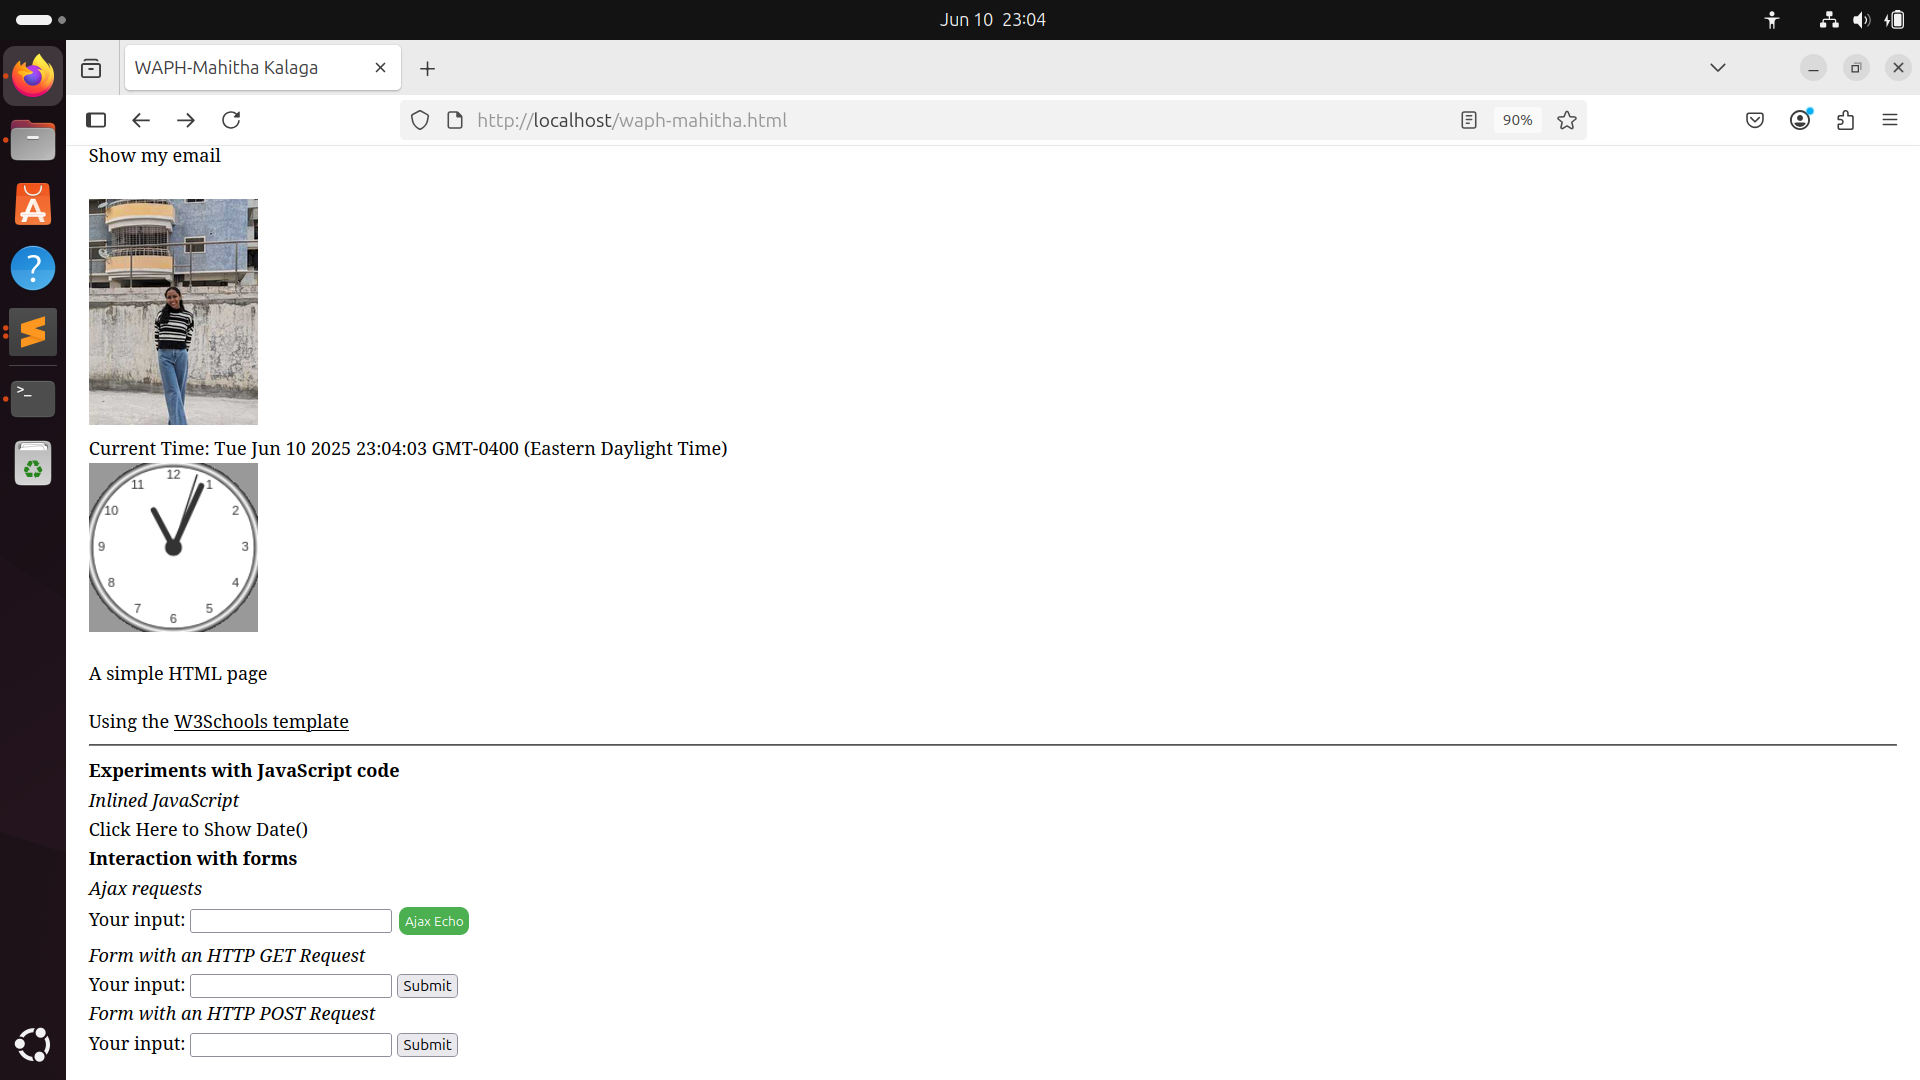 Jun 10 23:04
WAPH-Mahitha Kalaga
http://localhost/waph-mahitha.html
90%
Show my email
Current Time: Tue Jun 10 2025 23:04:03 GMT-0400 (Eastern Daylight Time)
12
11
1
10
2
9
3
8
4
7
5
6
A simple HTML page
Using the W3Schools template
Experiments with JavaScript code
Inlined JavaScript
Click Here to Show Date()
Interaction with forms
Ajax requests
Your input: Ajax Echo
Form with an HTTP GET Request
Your input: Submit
Form with an HTTP POST Request
Your input: Submit